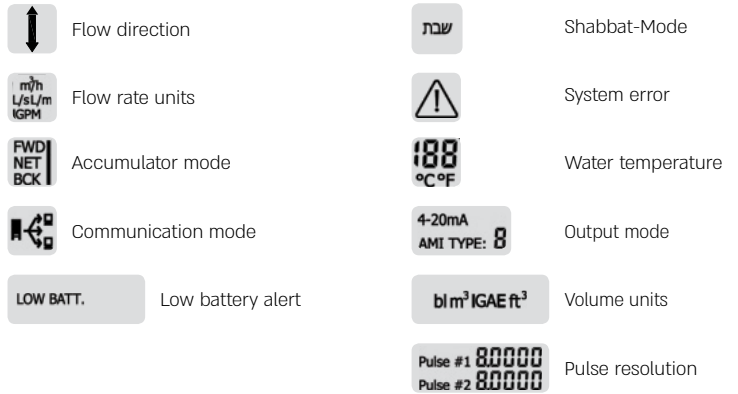 Flow direction
שבת
Shabbat-Mode
m³/h
L/sL/m
IGPM
Flow rate units
System error
FWD
NET
BCK
Accumulator mode
188
°C°F
Water temperature
Communication mode
4-20mA
AMI TYPE: 8
Output mode
LOW BATT.
Low battery alert
bl m³ IGAE ft³
Volume units
Pulse #1 8.0000
Pulse #2 8.0000
Pulse resolution